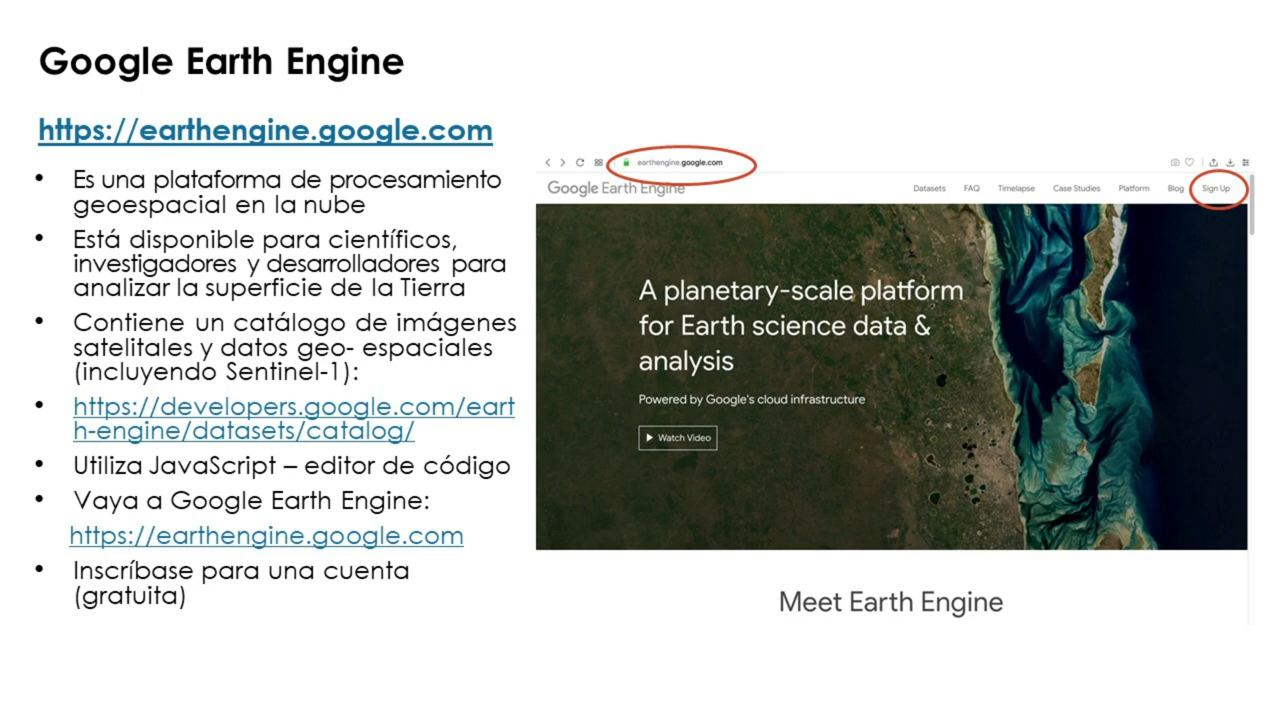 Google Earth Engine
https://earthengine.google.com
• Es una plataforma de procesamiento
geoespacial en la nube
• Está disponible para científicos,
investigadores y desarrolladores para
analizar la superficie de la Tierra
• Contiene un catálogo de imágenes
satelitales y datos geo- espaciales
(incluyendo Sentinel-1):
• https://developers.google.com/eart
h-engine/datasets/catalog/
• Utiliza JavaScript – editor de código
• Vaya a Google Earth Engine:
https://earthengine.google.com
• Inscríbase para una cuenta
(gratuita)
earthengine.google.com
Google Earth Engine
Datasets FAQ Timelapse Case Studies Platform Blog Sign Up
A planetary-scale platform
for Earth science data &
analysis
Powered by Google's cloud infrastructure
Watch Video
Meet Earth Engine